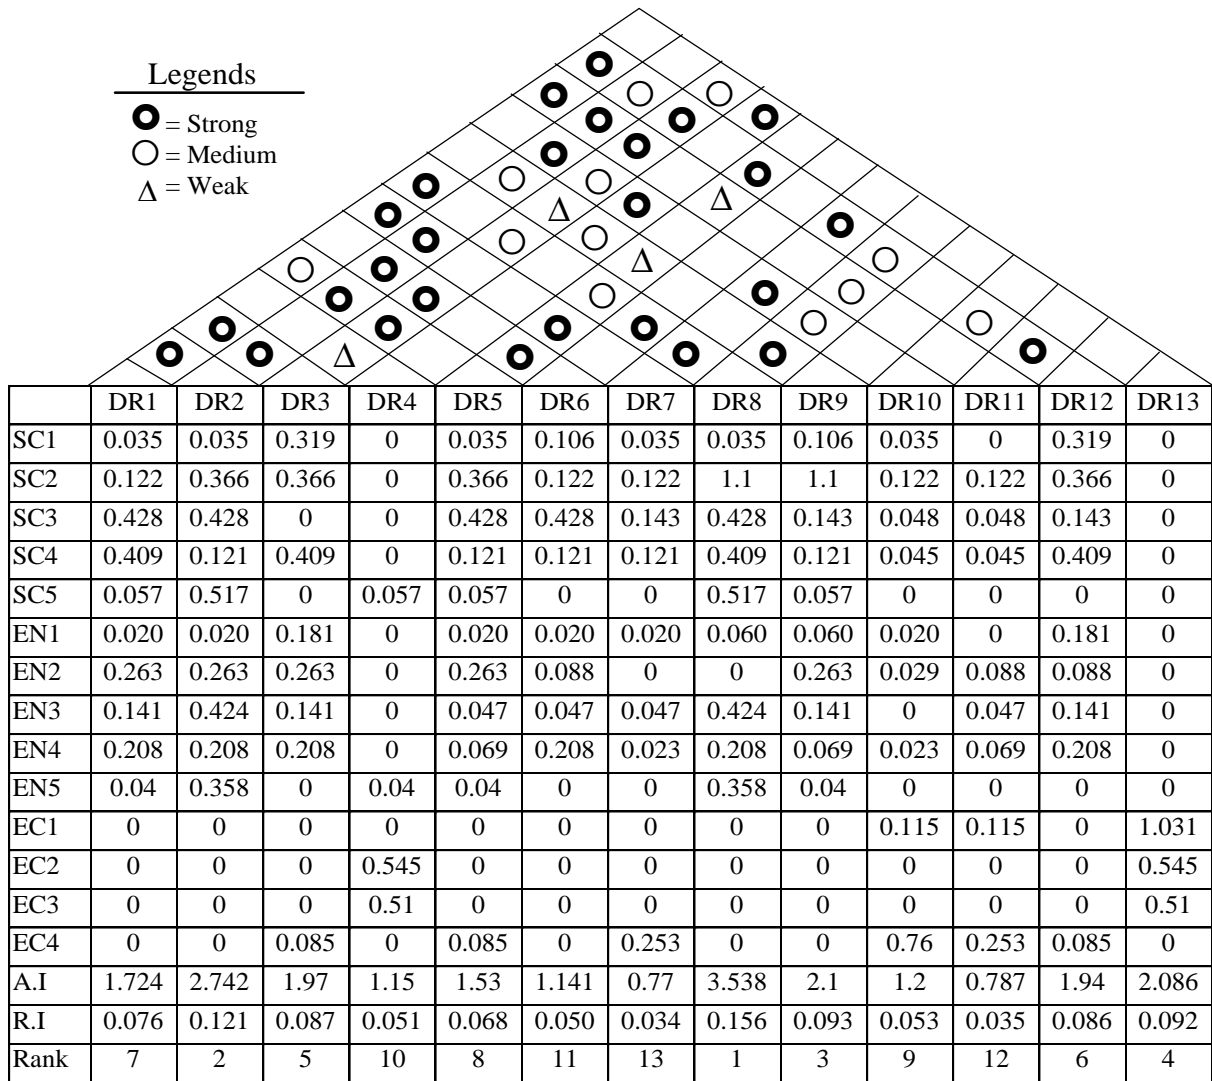 Legends
= Strong
= Medium
Δ = Weak
Δ
Δ
Δ
Δ
DR1 DR2 DR3 DR4 DR5 DR6 DR7 DR8 DR9 DR10 DR11 DR12 DR13
SC1 0.035 0.035 0.319 0 0.035 0.106 0.035 0.035 0.106 0.035 0 0.319 0
SC2 0.122 0.366 0.366 0 0.366 0.122 0.122 1.1 1.1 0.122 0.122 0.366 0
SC3 0.428 0.428 0 0 0.428 0.428 0.143 0.428 0.143 0.048 0.048 0.143 0
SC4 0.409 0.121 0.409 0 0.121 0.121 0.121 0.409 0.121 0.045 0.045 0.409 0
SC5 0.057 0.517 0 0.057 0.057 0 0 0.517 0.057 0 0 0 0
EN1 0.020 0.020 0.181 0 0.020 0.020 0.020 0.060 0.060 0.020 0 0.181 0
EN2 0.263 0.263 0.263 0 0.263 0.088 0 0 0.263 0.029 0.088 0.088 0
EN3 0.141 0.424 0.141 0 0.047 0.047 0.047 0.424 0.141 0 0.047 0.141 0
EN4 0.208 0.208 0.208 0 0.069 0.208 0.023 0.208 0.069 0.023 0.069 0.208 0
EN5 0.04 0.358 0 0.04 0.04 0 0 0.358 0.04 0 0 0 0
EC1 0 0 0 0 0 0 0 0 0 0.115 0.115 0 1.031
EC2 0 0 0 0.545 0 0 0 0 0 0 0 0 0.545
EC3 0 0 0 0.51 0 0 0 0 0 0 0 0 0.51
EC4 0 0 0.085 0 0.085 0 0.253 0 0 0.76 0.253 0.085 0
A.I 1.724 2.742 1.97 1.15 1.53 1.141 0.77 3.538 2.1 1.2 0.787 1.94 2.086
R.I 0.076 0.121 0.087 0.051 0.068 0.050 0.034 0.156 0.093 0.053 0.035 0.086 0.092
Rank 7 2 5 10 8 11 13 1 3 9 12 6 4